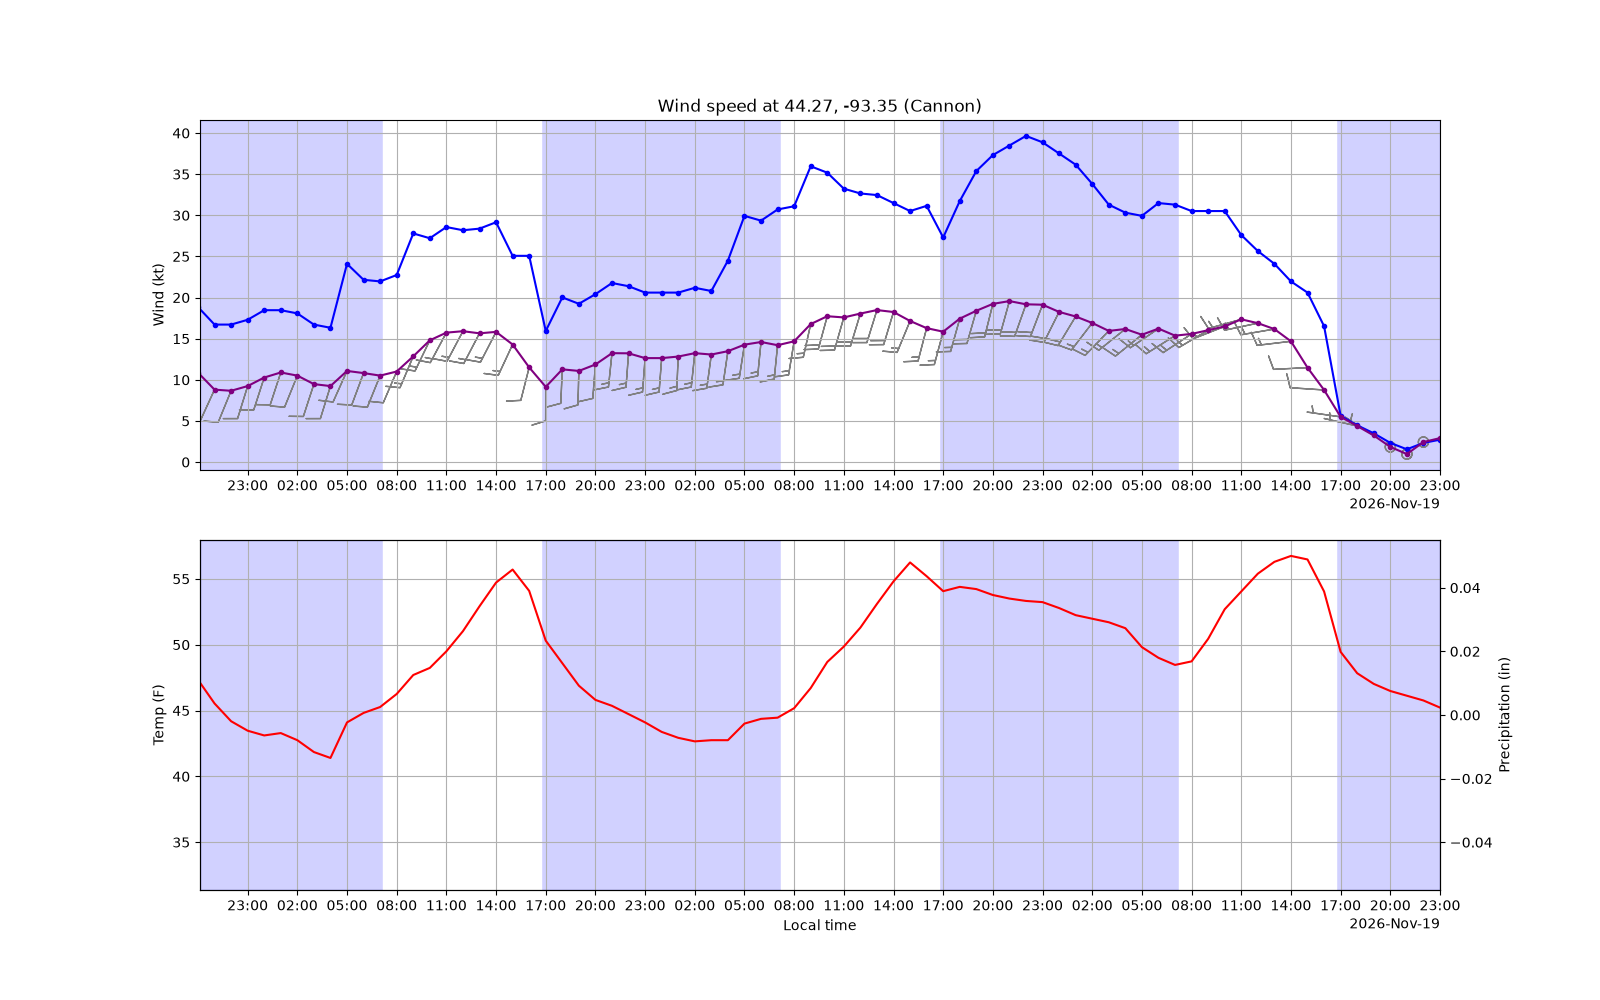 Wind speed at 44.27, -93.35 (Cannon)
40
35
30
25
20
15
10
5
0
Wind (kt)
23:00 02:00 05:00 08:00 11:00 14:00 17:00 20:00 23:00 02:00 05:00 08:00 11:00 14:00 17:00 20:00 23:00 02:00 05:00 08:00 11:00 14:00 17:00 20:00 23:00
2026-Nov-19
55
50
45
40
35
Temp (F)
0.04
0.02
0.00
−0.02
−0.04
Precipitation (in)
23:00 02:00 05:00 08:00 11:00 14:00 17:00 20:00 23:00 02:00 05:00 08:00 11:00 14:00 17:00 20:00 23:00 02:00 05:00 08:00 11:00 14:00 17:00 20:00 23:00
Local time
2026-Nov-19